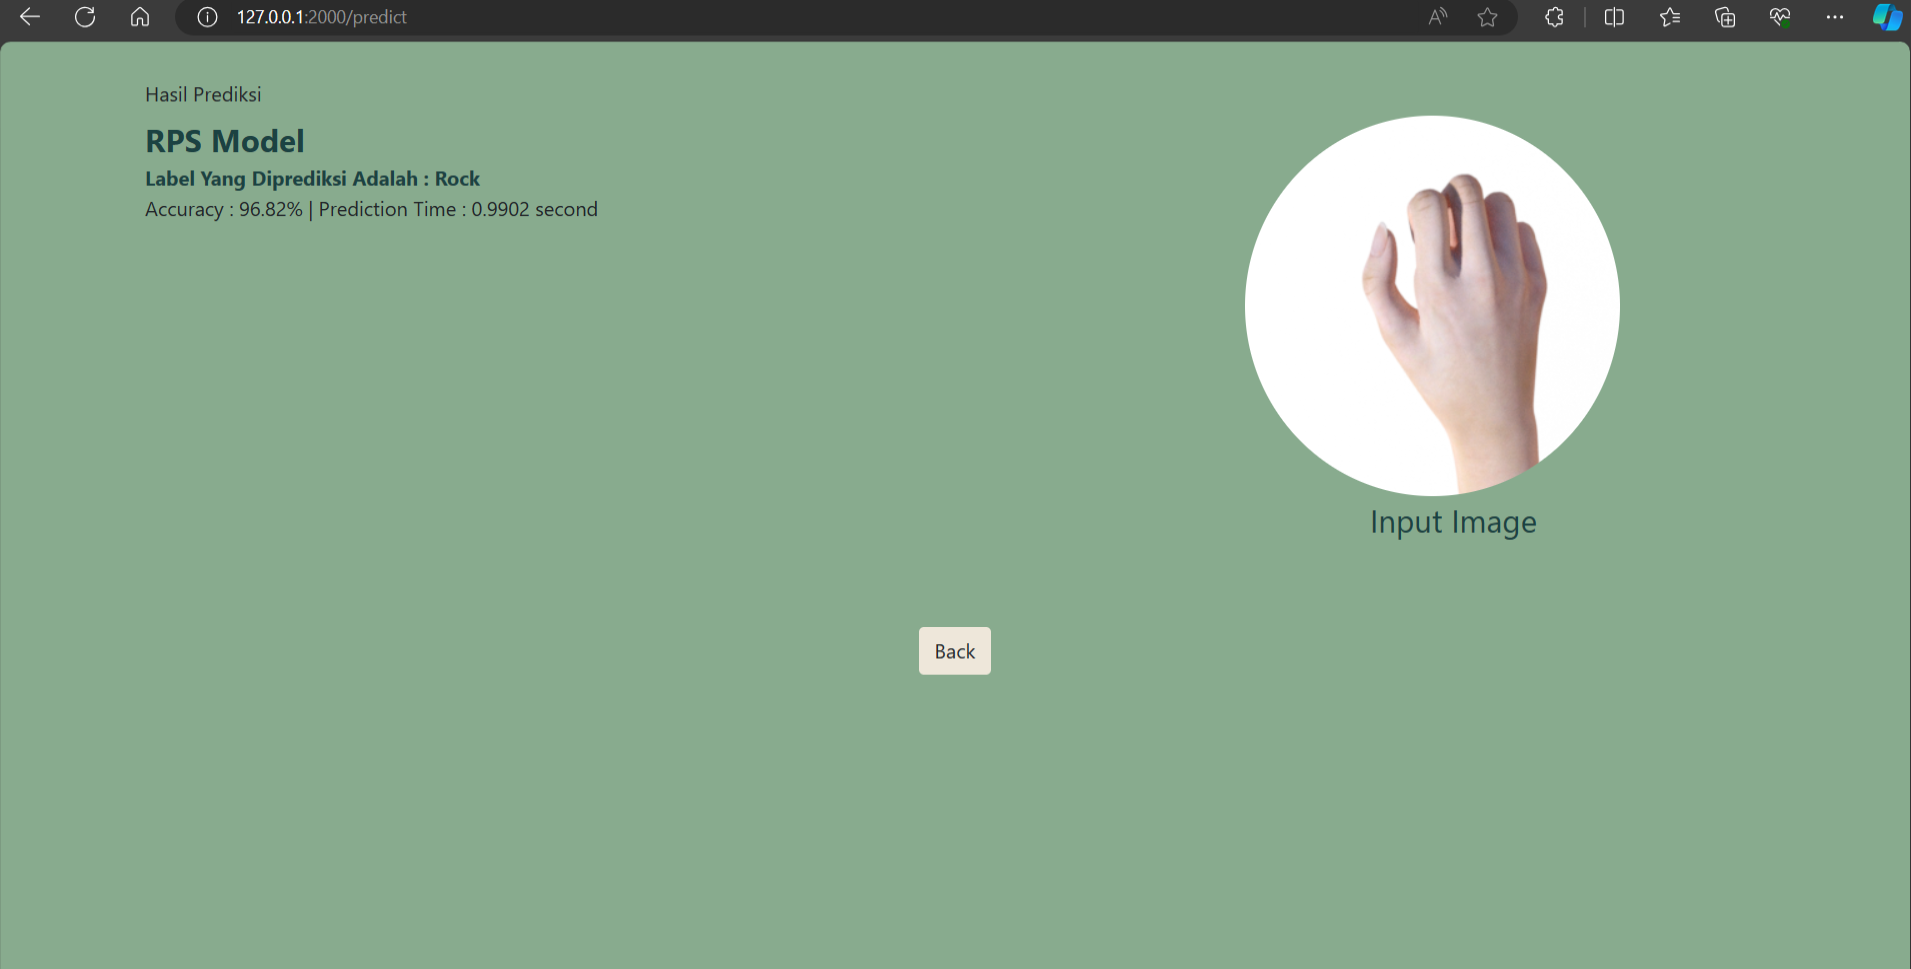 127.0.0.1:2000/predict
Hasil Prediksi
RPS Model
Label Yang Diprediksi Adalah : Rock
Accuracy : 96.82% | Prediction Time : 0.9902 second
Input Image
Back